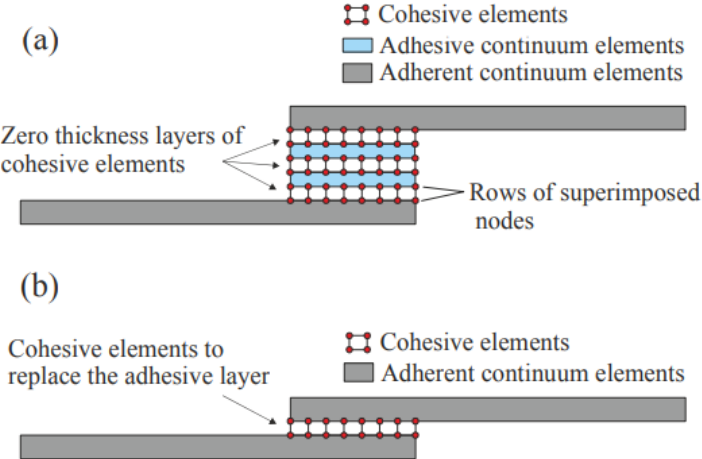 (a)
Cohesive elements
Adhesive continuum elements
Adherent continuum elements
Zero thickness layers of
cohesive elements
Rows of superimposed
nodes
(b)
Cohesive elements to
replace the adhesive layer
Cohesive elements
Adherent continuum elements